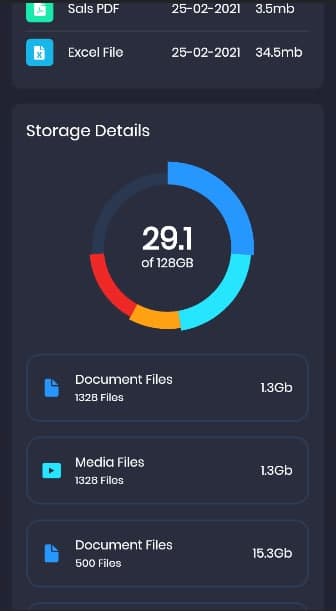 Sals PDF 25-02-2021 3.5mb
Excel File 25-02-2021 34.5mb
Storage Details
29.1
of 128GB
Document Files 1.3Gb
1328 Files
Media Files 1.3Gb
1328 Files
Document Files 15.3Gb
500 Files